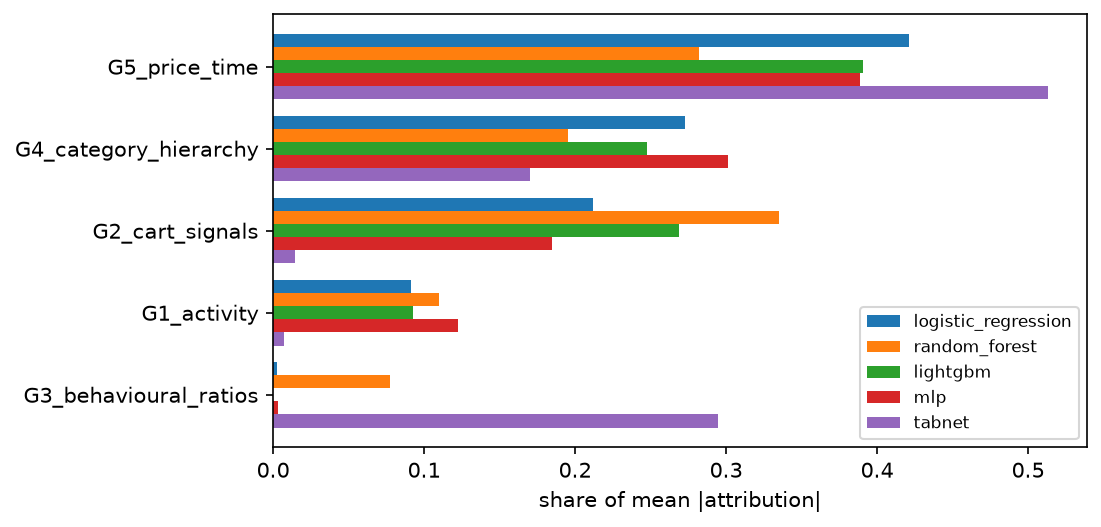 G5_price_time
G4_category_hierarchy
G2_cart_signals
G1_activity
G3_behavioural_ratios
logistic_regression
random_forest
lightgbm
mlp
tabnet
0.0 0.1 0.2 0.3 0.4 0.5
share of mean |attribution|